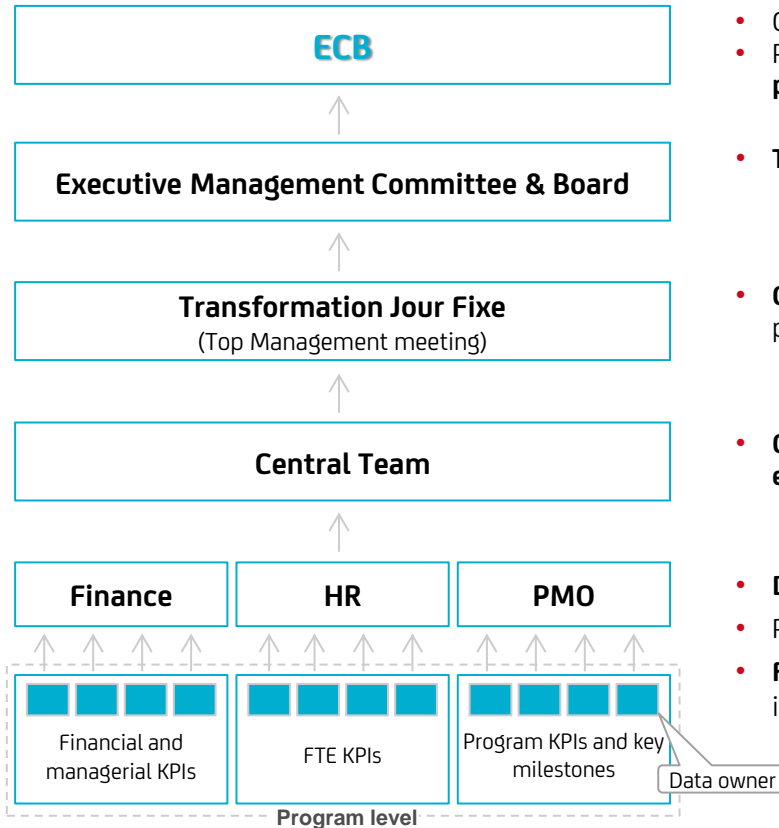 ECB
Executive Management Committee & Board
Transformation Jour Fixe
(Top Management meeting)
Central Team
Finance
HR
PMO
Financial and
managerial KPIs
FTE KPIs
Program KPIs and key
milestones
Data owner
Program level